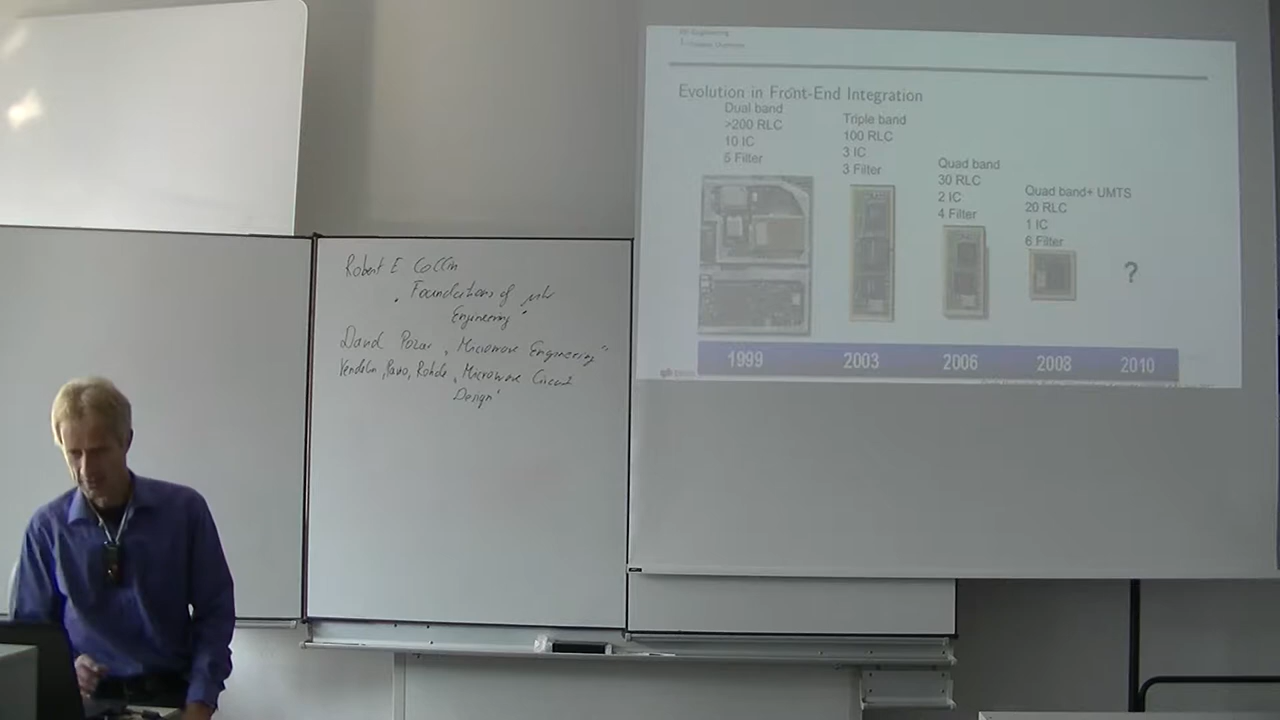 Robert E Collin
„ Foundations of
Engineering "
David Pozar „ Microwave Engineering "
Vendelin, Pavio, Rohde „ Microwave Circuit
Design "
RF-Engineering
Evolution in Front-End Integration
Dual band
>200 RLC
10 IC
5 Filter
Triple band
100 RLC
3 IC
3 Filter
Quad band
30 RLC
2 IC
4 Filter
Quad band+ UMTS
20 RLC
1 IC
6 Filter
?
1999 2003 2006 2008 2010